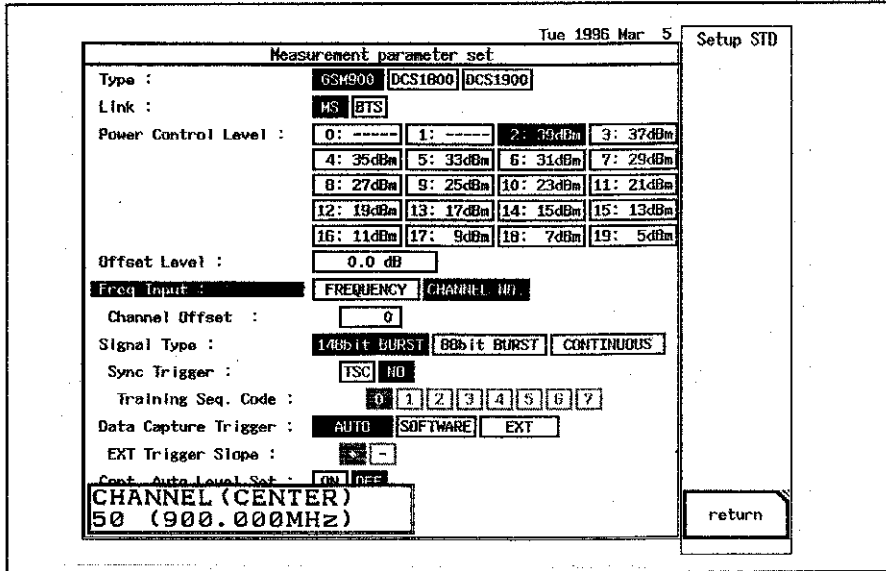 Tue 1996 Mar 5
Setup STD
Measurement parameter set
Type : GSM900 DCS1800 DCS1900
Link : MS BTS
Power Control Level : 0: ----- 1: ----- 2: 39dBm 3: 37dBm
4: 35dBm 5: 33dBm 6: 31dBm 7: 29dBm
8: 27dBm 9: 25dBm 10: 23dBm 11: 21dBm
12: 19dBm 13: 17dBm 14: 15dBm 15: 13dBm
16: 11dBm 17: 9dBm 18: 7dBm 19: 5dBm
Offset Level : 0.0 dB
Freq Input : FREQUENCY CHANNEL NO.
Channel Offset : 0
Signal Type : 148bit BURST 88bit BURST CONTINUOUS
Sync Trigger : TSC NO
Training Seq. Code : 0 1 2 3 4 5 6 7
Data Capture Trigger : AUTO SOFTWARE EXT
EXT Trigger Slope : + -
Cont. Auto Level Set : ON OFF
CHANNEL (CENTER)
50 (900.000MHz)
return